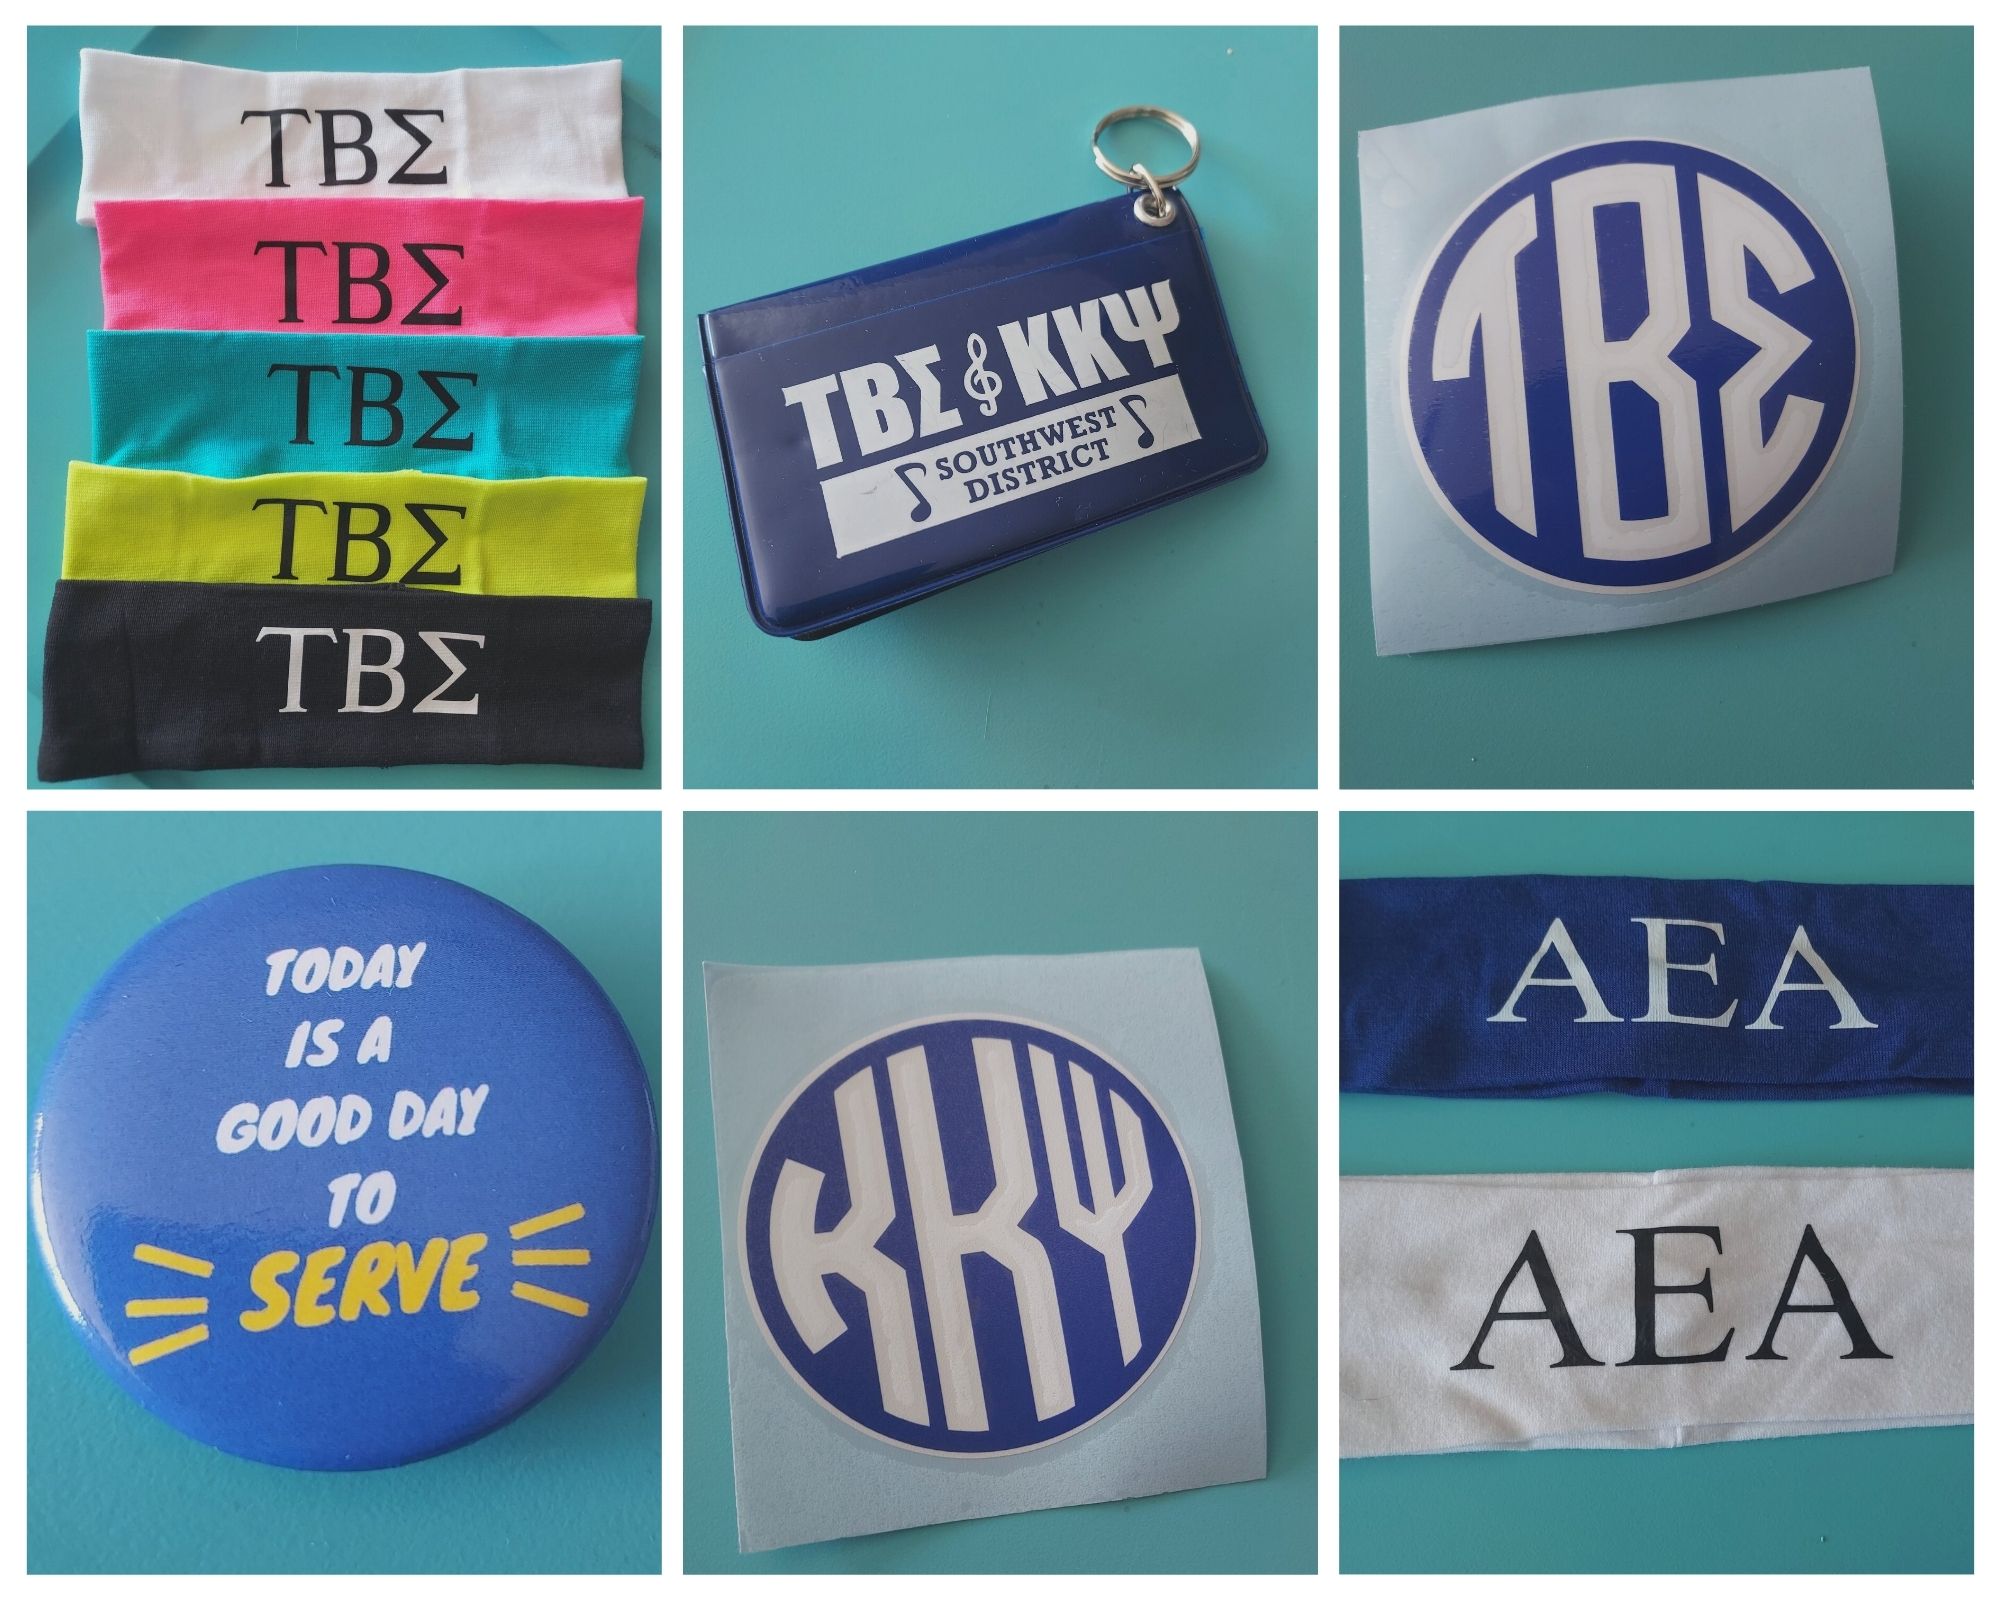 ΤΒΣ
ΤΒΣ
ΤΒΣ
ΤΒΣ
ΤΒΣ
ΤΒΣ ΚΚΨ
SOUTHWEST
DISTRICT
ΤΒΣ
TODAY
IS A
GOOD DAY
TO
SERVE
ΚΚΨ
ΑΕΑ
ΑΕΑ